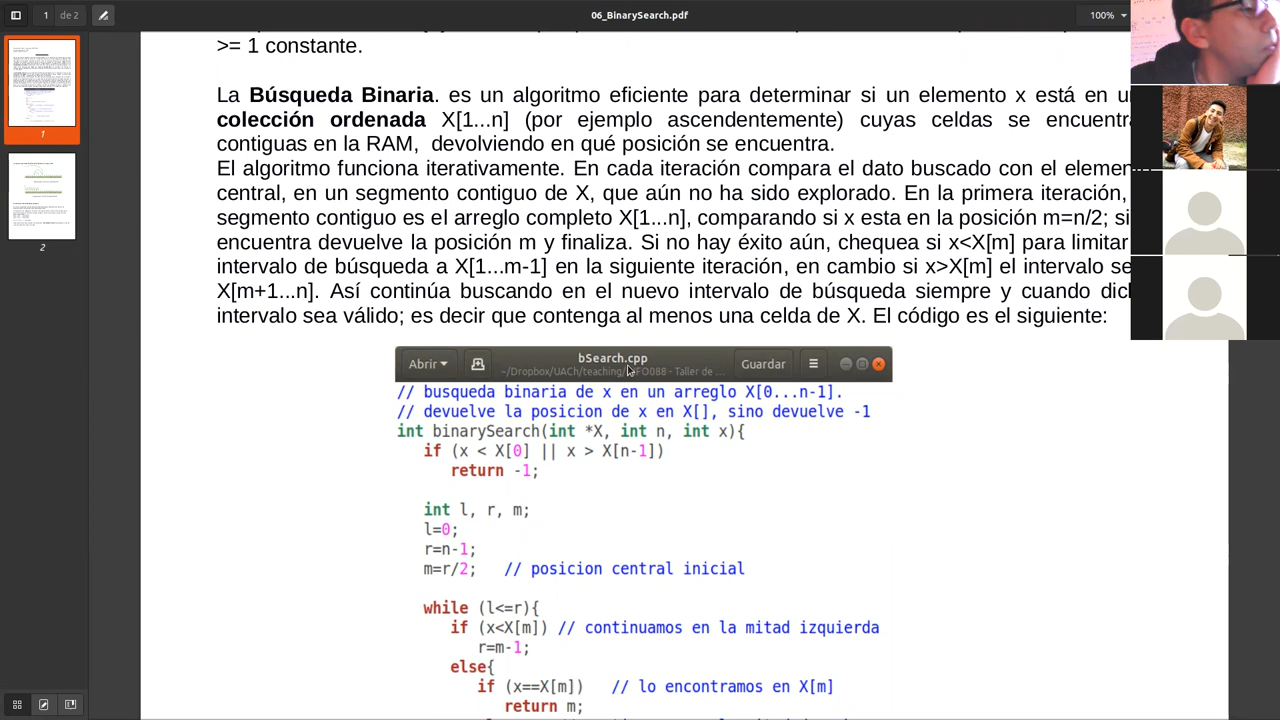 1 de 2
06_BinarySearch.pdf
100%
>= 1 constante.
La Búsqueda Binaria. es un algoritmo eficiente para determinar si un elemento x está en
colección ordenada X[1...n] (por ejemplo ascendentemente) cuyas celdas se
contiguas en la RAM, devolviendo en qué posición se encuentra.
El algoritmo funciona iterativamente. En cada iteración compara el dato buscado con el
central, en un segmento contiguo de X, que aún no ha sido explorado. En la primera iteración,
segmento contiguo es el arreglo completo X[1...n], comparando si x esta en la posición m=n/2; si
encuentra devuelve la posición m y finaliza. Si no hay éxito aún, chequea si x<X[m] para limitar
intervalo de búsqueda a X[1...m-1] en la siguiente iteración, en cambio si x>X[m] el intervalo
X[m+1...n]. Así continúa buscando en el nuevo intervalo de búsqueda siempre y cuando
intervalo sea válido; es decir que contenga al menos una celda de X. El código es el siguiente:
Abrir
bSearch.cpp
Guardar
~/Dropbox/UACh/teaching/ FO088 - Taller de ...
// busqueda binaria de x en un arreglo X[0...n-1].
// devuelve la posicion de x en X[], sino devuelve -1
int binarySearch(int *X, int n, int x){
if (x < X[0] || x > X[n-1])
return -1;
int l, r, m;
l=0;
r=n-1;
m=r/2; // posicion central inicial
while (l<=r){
if (x<X[m]) // continuamos en la mitad izquierda
r=m-1;
else{
if (x==X[m]) // lo encontramos en X[m]
return m;
1
2